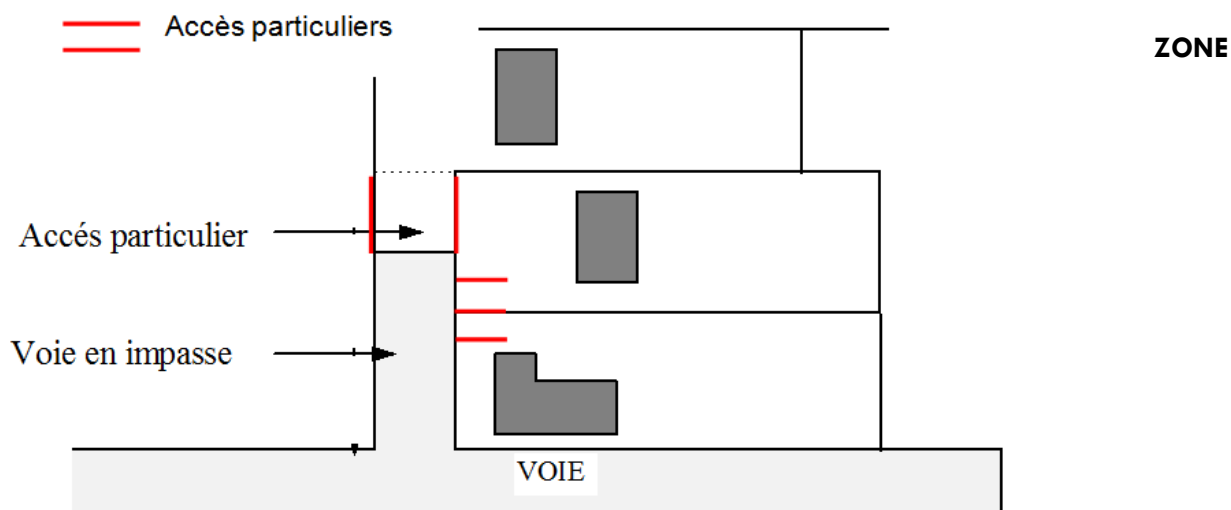 Accès particuliers
ZONE
Accés particulier
Voie en impasse
VOIE